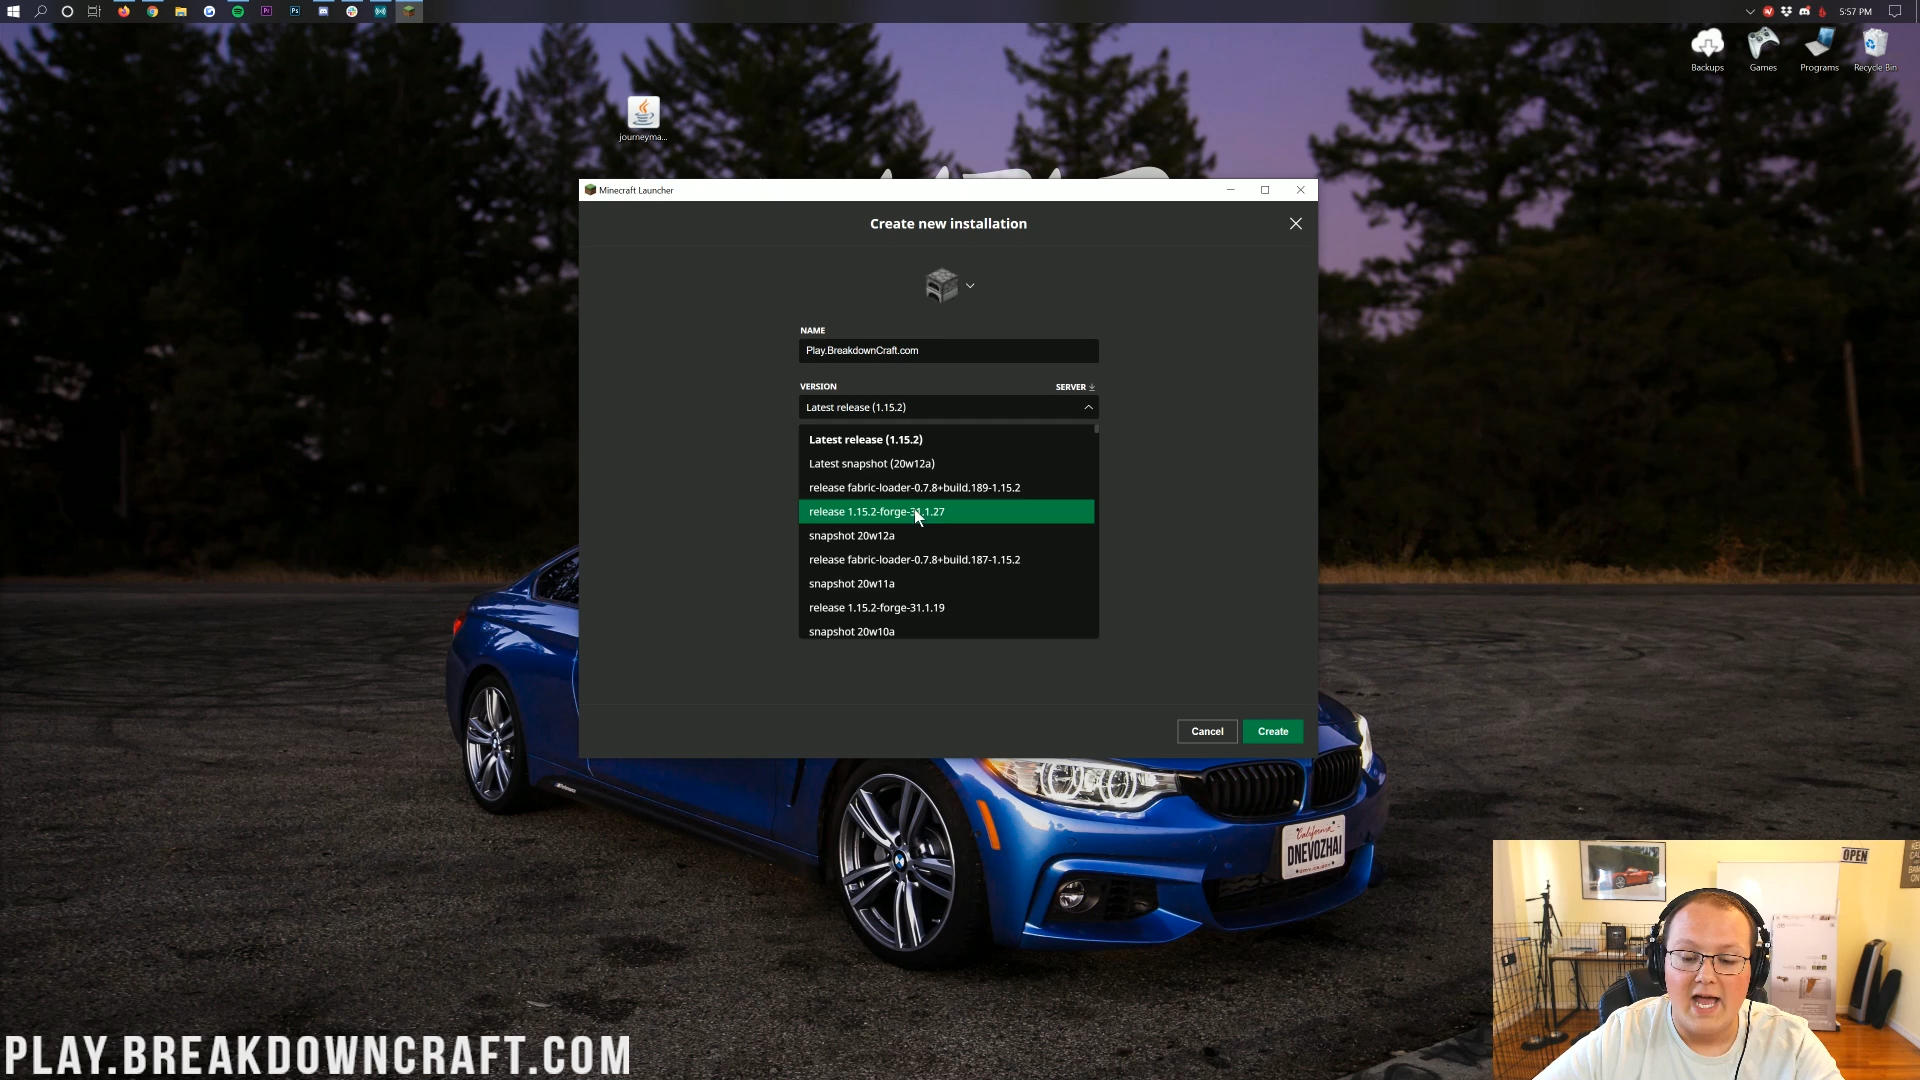 5:57 PM
Backups
Games
Programs
Recycle Bin
journeyma...
Minecraft Launcher
Create new installation
NAME
Play.BreakdownCraft.com
VERSION
SERVER
Latest release (1.15.2)
Latest release (1.15.2)
Latest snapshot (20w12a)
release fabric-loader-0.7.8+build.189-1.15.2
release 1.15.2-forge-31.1.27
snapshot 20w12a
release fabric-loader-0.7.8+build.187-1.15.2
snapshot 20w11a
release 1.15.2-forge-31.1.19
snapshot 20w10a
Cancel
Create
California
DNEVOZHAI
OPEN
PLAY.BREAKDOWNCRAFT.COM